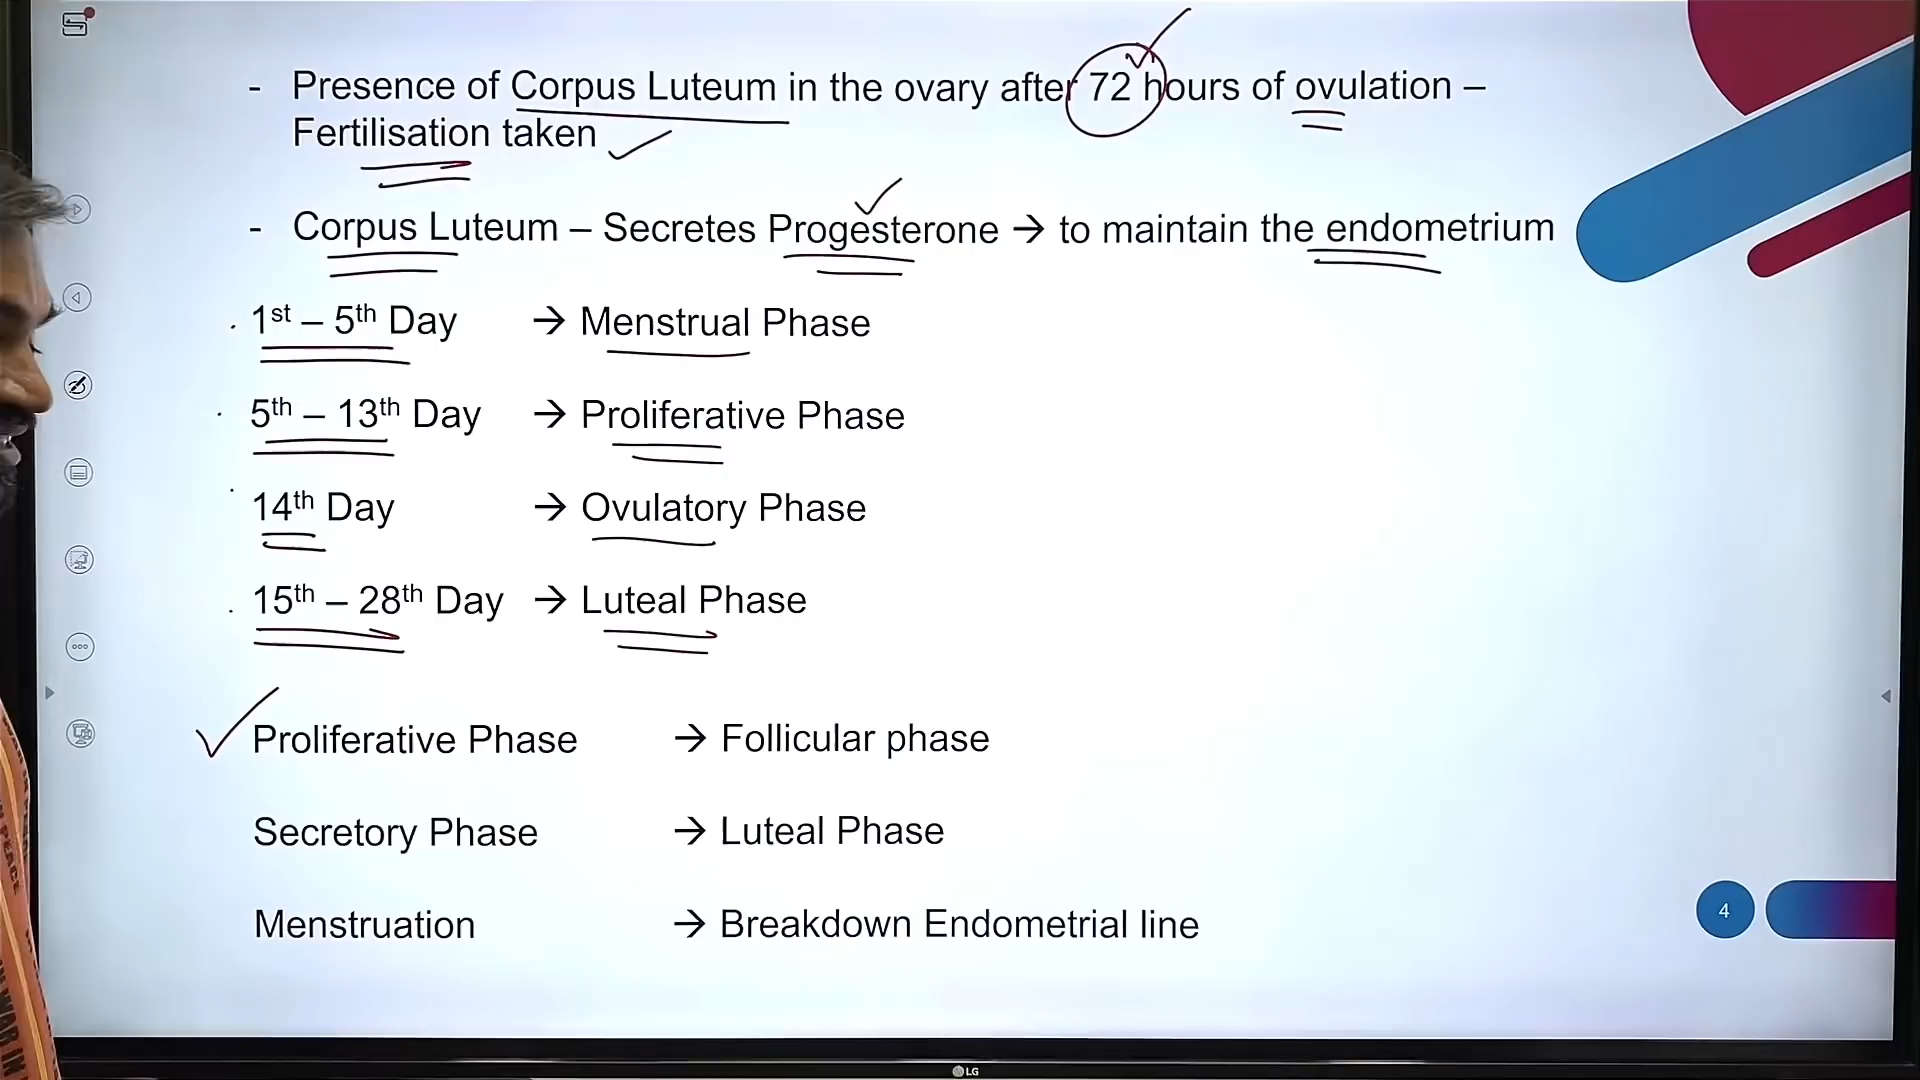 - Presence of Corpus Luteum in the ovary after 72 hours of ovulation –
Fertilisation taken
- Corpus Luteum – Secretes Progesterone → to maintain the endometrium
1st – 5th Day → Menstrual Phase
5th – 13th Day → Proliferative Phase
14th Day → Ovulatory Phase
15th – 28th Day → Luteal Phase
Proliferative Phase → Follicular phase
Secretory Phase → Luteal Phase
Menstruation → Breakdown Endometrial line
4
LG